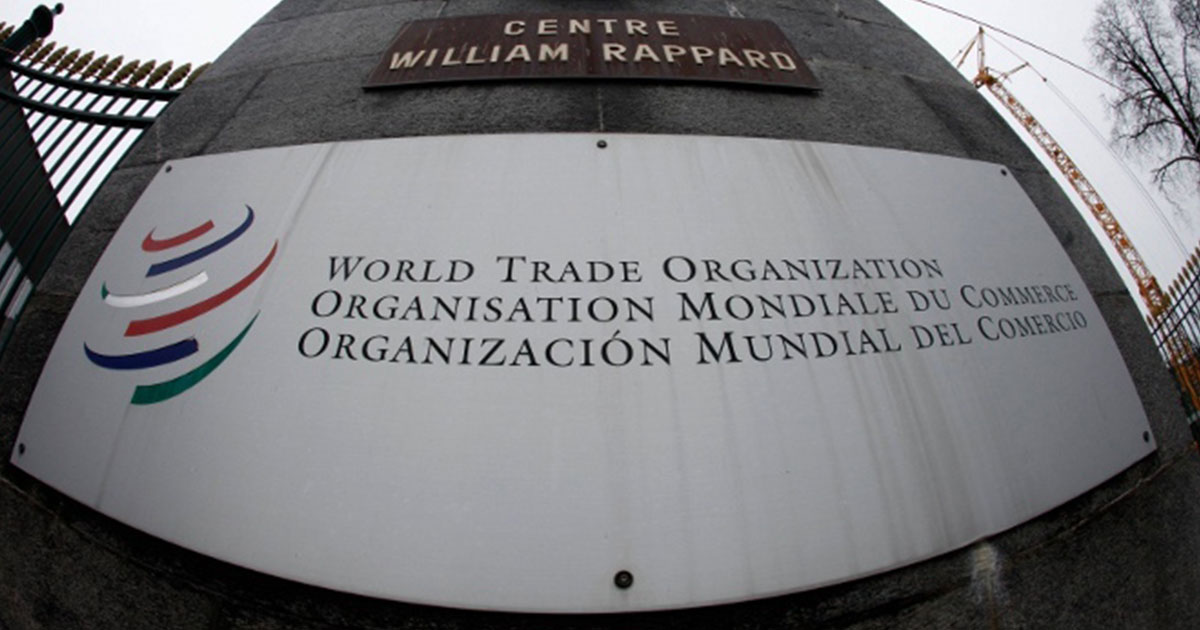 CENTRE
WILLIAM RAPPARD
WORLD TRADE ORGANIZATION
ORGANISATION MONDIALE DU COMMERCE
ORGANIZACIÓN MUNDIAL DEL COMERCIO